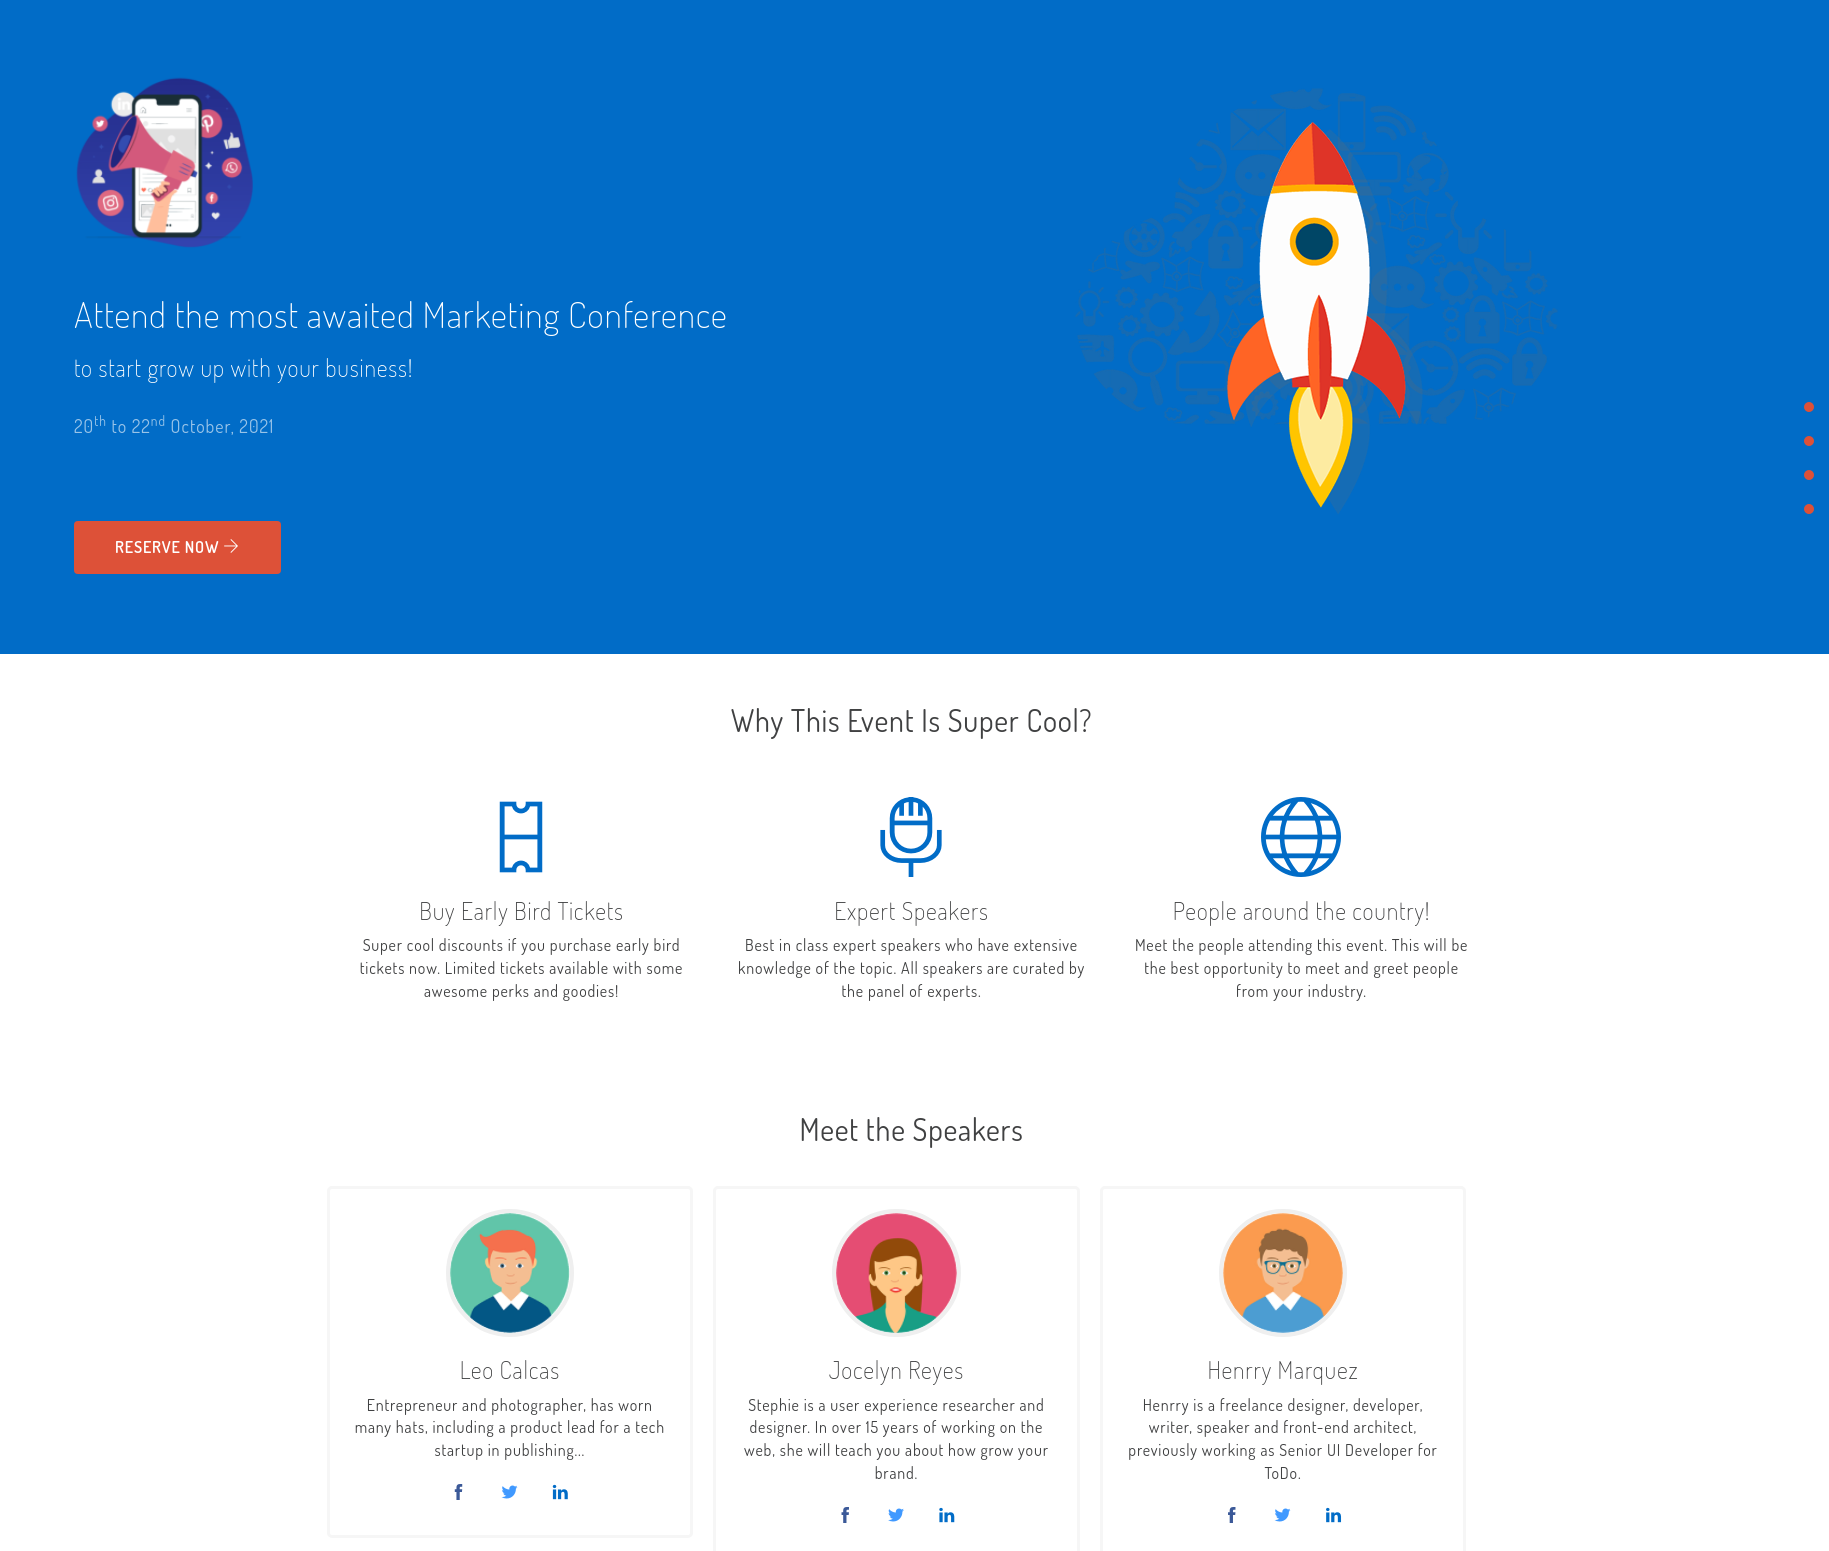 Attend the most awaited Marketing Conference
to start grow up with your business!
20th to 22nd October, 2021
RESERVE NOW →
Why This Event Is Super Cool?
Buy Early Bird Tickets
Super cool discounts if you purchase early bird
tickets now. Limited tickets available with some
awesome perks and goodies!
Expert Speakers
Best in class expert speakers who have extensive
knowledge of the topic. All speakers are curated by
the panel of experts.
People around the country!
Meet the people attending this event. This will be
the best opportunity to meet and greet people
from your industry.
Meet the Speakers
Leo Calcas
Entrepreneur and photographer, has worn
many hats, including a product lead for a tech
startup in publishing...
Jocelyn Reyes
Stephie is a user experience researcher and
designer. In over 15 years of working on the
web, she will teach you about how grow your
brand.
Henrry Marquez
Henrry is a freelance designer, developer,
writer, speaker and front-end architect,
previously working as Senior UI Developer for
ToDo.